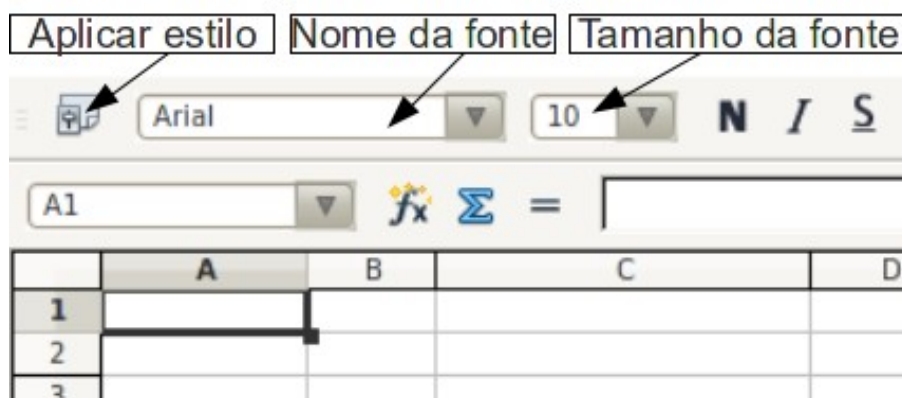 Aplicar estilo Nome da fonte Tamanho da fonte
Arial 10 N I S
A1 fx Σ =
A B C D
1
2
3